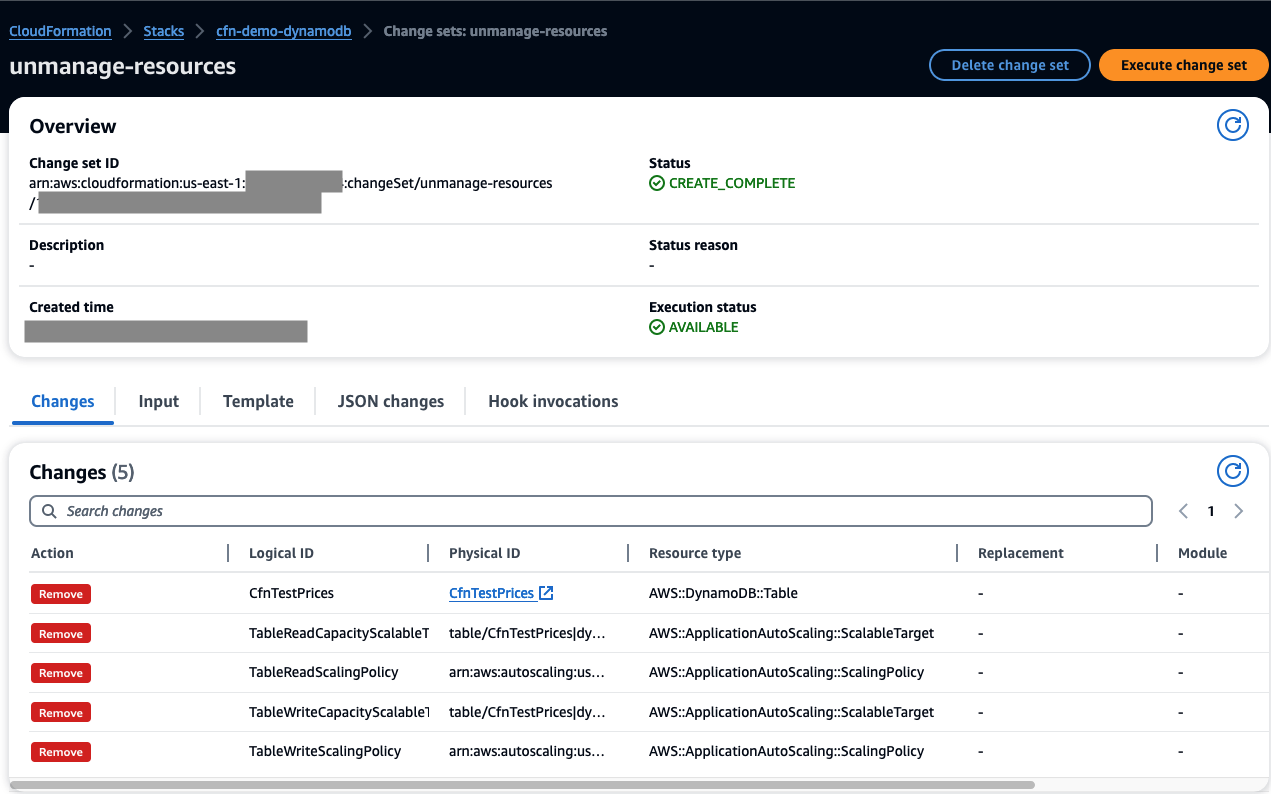 CloudFormation > Stacks > cfn-demo-dynamodb > Change sets: unmanage-resources
unmanage-resources
Delete change set
Execute change set
Overview
Change set ID
arn:aws:cloudformation:us-east-1: :changeSet/unmanage-resources
/
Status
CREATE_COMPLETE
Description
-
Status reason
-
Created time
Execution status
AVAILABLE
Changes Input Template JSON changes Hook invocations
Changes (5)
Search changes
1
Action Logical ID Physical ID Resource type Replacement Module
Remove CfnTestPrices CfnTestPrices AWS::DynamoDB::Table - -
Remove TableReadCapacityScalableT table/CfnTestPrices|dy... AWS::ApplicationAutoScaling::ScalableTarget - -
Remove TableReadScalingPolicy arn:aws:autoscaling:us... AWS::ApplicationAutoScaling::ScalingPolicy - -
Remove TableWriteCapacityScalableT table/CfnTestPrices|dy... AWS::ApplicationAutoScaling::ScalableTarget - -
Remove TableWriteScalingPolicy arn:aws:autoscaling:us... AWS::ApplicationAutoScaling::ScalingPolicy - -